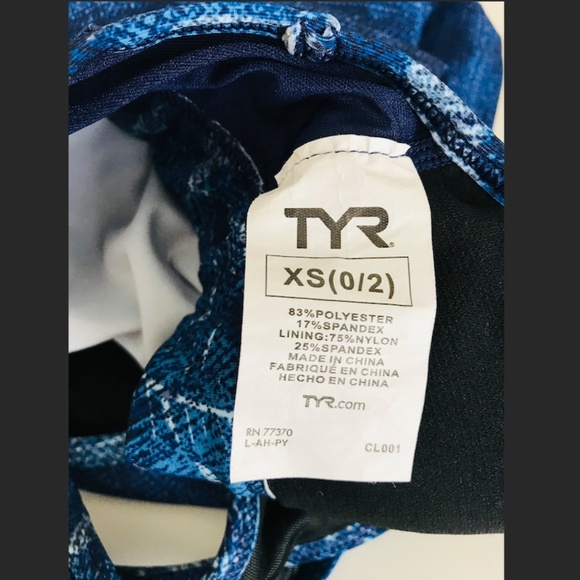 TYR®
XS(0/2)
83%POLYESTER
17%SPANDEX
LINING:75%NYLON
25%SPANDEX
MADE IN CHINA
FABRIQUÉ EN CHINA
HECHO EN CHINA
TYR.com
RN 77370
L-AH-PY CL001